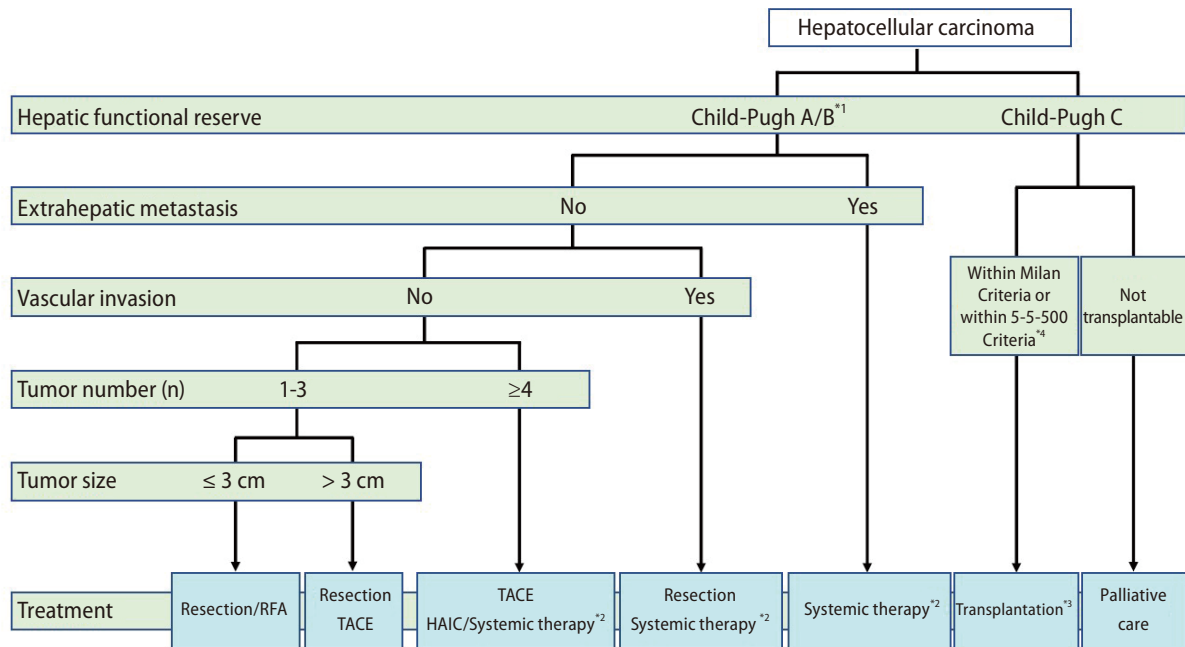 Hepatocellular carcinoma
Hepatic functional reserve Child-Pugh A/B*1 Child-Pugh C
Extrahepatic metastasis No Yes
Within Milan
Criteria or
within 5-5-500
Criteria*4
Not
transplantable
Vascular invasion No Yes
Tumor number (n) 1-3 ≥4
Tumor size ≤ 3 cm > 3 cm
Treatment
Resection/RFA
Resection
TACE
TACE
HAIC/Systemic therapy*2
Resection
Systemic therapy*2
Systemic therapy*2
Transplantation*3
Palliative
care